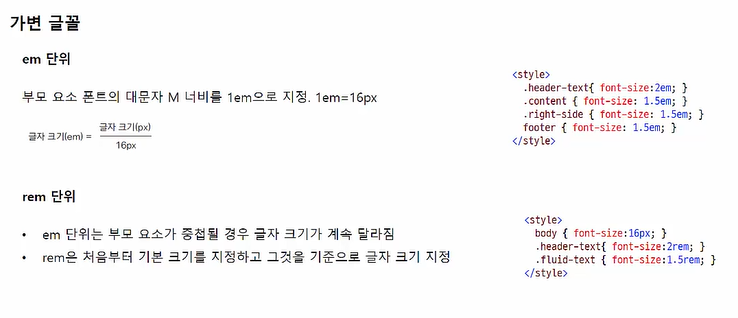 가변 글꼴
em 단위
부모 요소 폰트의 대문자 M 너비를 1em으로 지정. 1em=16px
글자 크기(em) = 글자 크기(px)
16px
<style>
.header-text{ font-size:2em; }
.content { font-size: 1.5em; }
.right-side { font-size: 1.5em; }
footer { font-size: 1.5em; }
</style>
rem 단위
• em 단위는 부모 요소가 중첩될 경우 글자 크기가 계속 달라짐
• rem은 처음부터 기본 크기를 지정하고 그것을 기준으로 글자 크기 지정
<style>
body { font-size:16px; }
.header-text{ font-size:2rem; }
.fluid-text { font-size:1.5rem; }
</style>